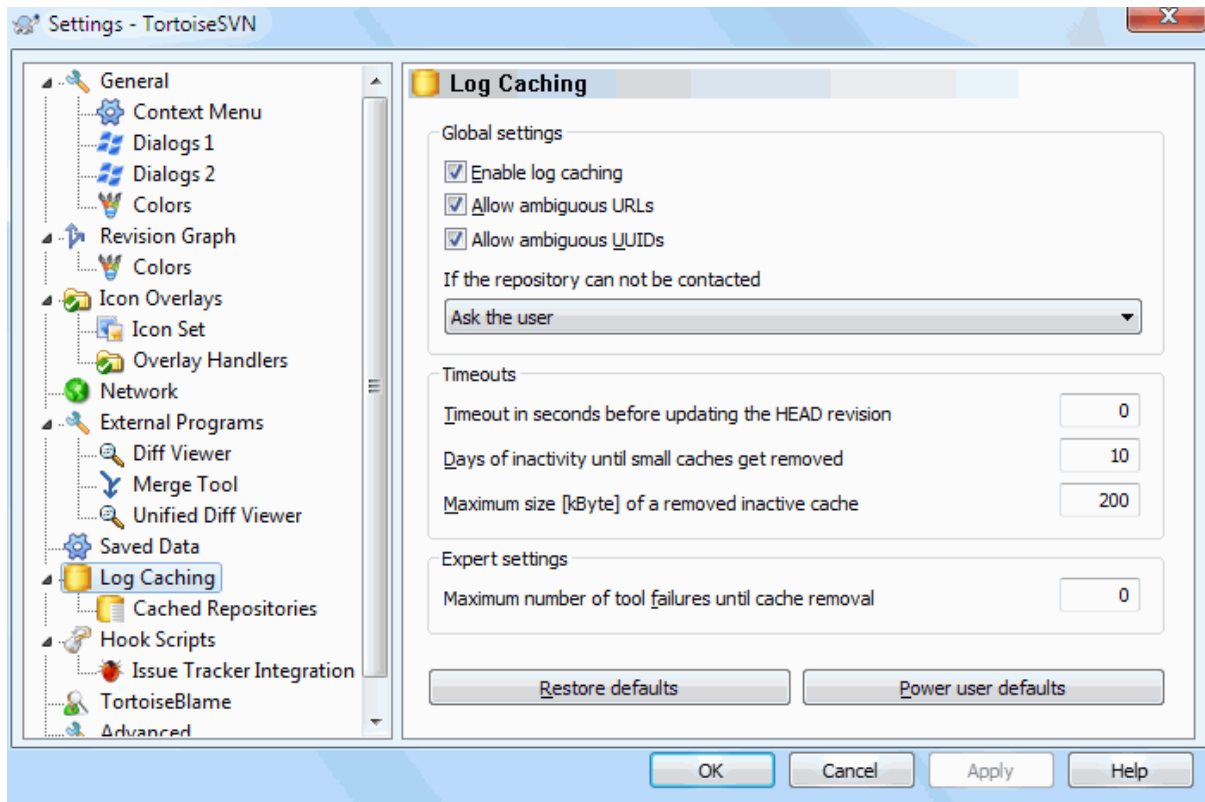 Settings - TortoiseSVN
General
Context Menu
Dialogs 1
Dialogs 2
Colors
Revision Graph
Colors
Icon Overlays
Icon Set
Overlay Handlers
Network
External Programs
Diff Viewer
Merge Tool
Unified Diff Viewer
Saved Data
Log Caching
Cached Repositories
Hook Scripts
Issue Tracker Integration
TortoiseBlame
Advanced
Log Caching
Global settings
Enable log caching
Allow ambiguous URLs
Allow ambiguous UUIDs
If the repository can not be contacted
Ask the user
Timeouts
Timeout in seconds before updating the HEAD revision 0
Days of inactivity until small caches get removed 10
Maximum size [kByte] of a removed inactive cache 200
Expert settings
Maximum number of tool failures until cache removal 0
Restore defaults Power user defaults
OK Cancel Apply Help